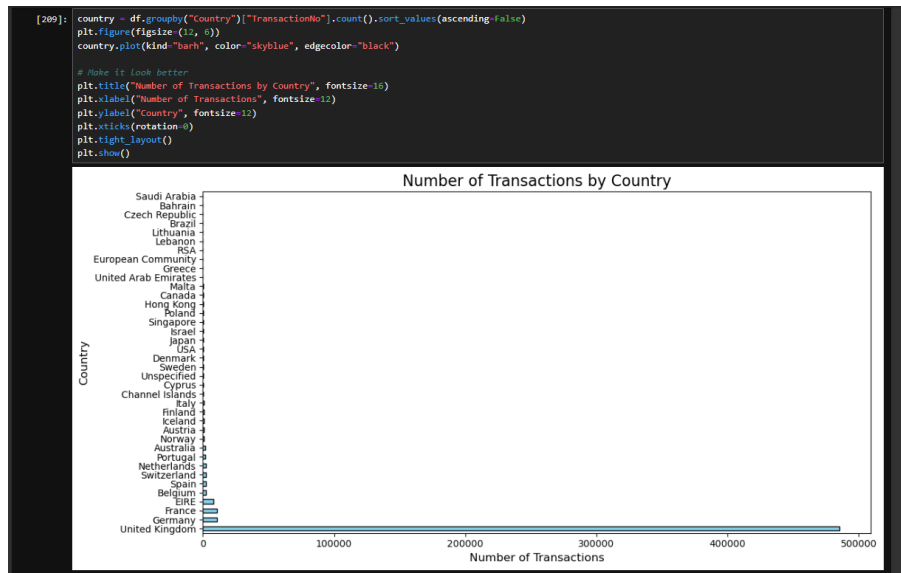 [209]: country = df.groupby("Country")["TransactionNo"].count().sort_values(ascending=False)
plt.figure(figsize=(12, 6))
country.plot(kind="barh", color="skyblue", edgecolor="black")
# Make it Look better
plt.title("Number of Transactions by Country", fontsize=16)
plt.xlabel("Number of Transactions", fontsize=12)
plt.ylabel("Country", fontsize=12)
plt.xticks(rotation=0)
plt.tight_layout()
plt.show()
Number of Transactions by Country
Saudi Arabia
Bahrain
Czech Republic
Brazil
Lithuania
Lebanon
RSA
European Community
Greece
United Arab Emirates
Malta
Canada
Hong Kong
Poland
Singapore
Israel
Japan
USA
Denmark
Sweden
Unspecified
Cyprus
Channel Islands
Italy
Finland
Iceland
Austria
Norway
Australia
Portugal
Netherlands
Switzerland
Spain
Belgium
EIRE
France
Germany
United Kingdom
Country
0 100000 200000 300000 400000 500000
Number of Transactions